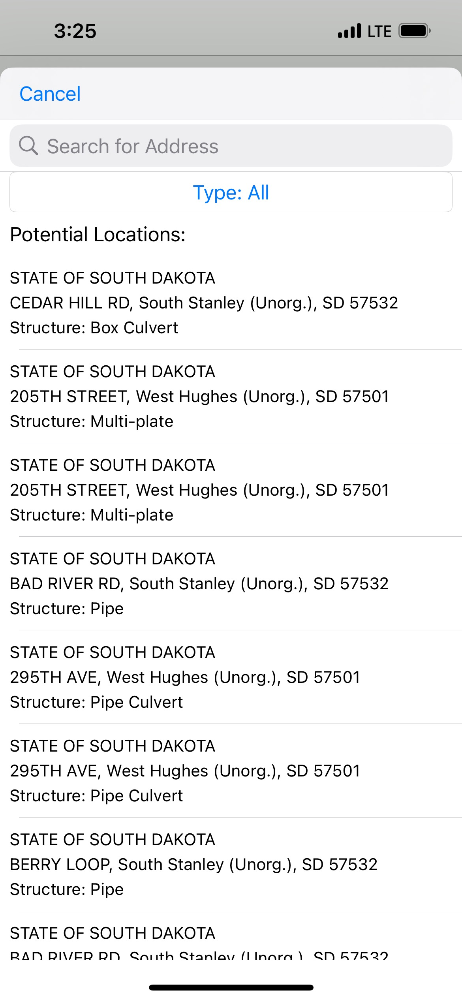 3:25
LTE
Cancel
Search for Address
Type: All
Potential Locations:
STATE OF SOUTH DAKOTA
CEDAR HILL RD, South Stanley (Unorg.), SD 57532
Structure: Box Culvert
STATE OF SOUTH DAKOTA
205TH STREET, West Hughes (Unorg.), SD 57501
Structure: Multi-plate
STATE OF SOUTH DAKOTA
205TH STREET, West Hughes (Unorg.), SD 57501
Structure: Multi-plate
STATE OF SOUTH DAKOTA
BAD RIVER RD, South Stanley (Unorg.), SD 57532
Structure: Pipe
STATE OF SOUTH DAKOTA
295TH AVE, West Hughes (Unorg.), SD 57501
Structure: Pipe Culvert
STATE OF SOUTH DAKOTA
295TH AVE, West Hughes (Unorg.), SD 57501
Structure: Pipe Culvert
STATE OF SOUTH DAKOTA
BERRY LOOP, South Stanley (Unorg.), SD 57532
Structure: Pipe
STATE OF SOUTH DAKOTA
BAD RIVER RD, South Stanley (Unorg.), SD 57532